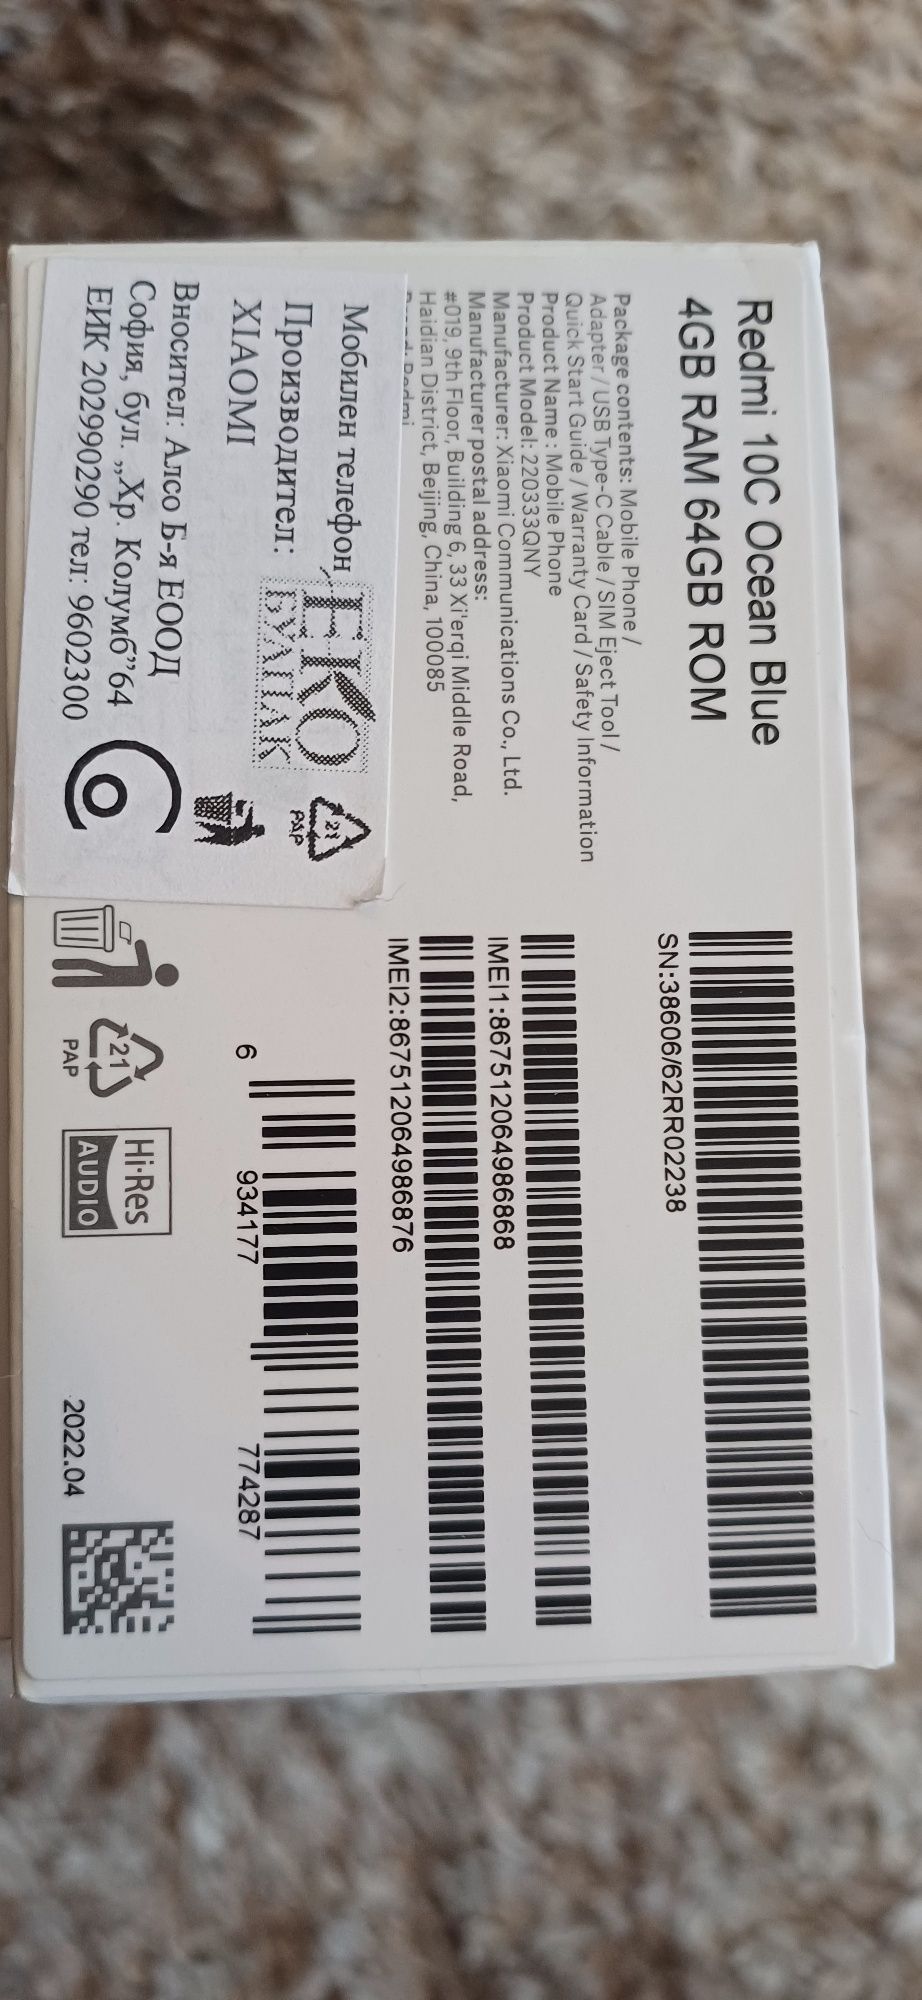 Redmi 10C Ocean Blue
4GB RAM 64GB ROM
Package contents: Mobile Phone /
Adapter / USB Type-C Cable / SIM Eject Tool /
Quick Start Guide / Warranty Card / Safety Information
Product Name : Mobile Phone
Product Model: 220333QNY
Manufacturer: Xiaomi Communications Co., Ltd.
Manufacturer postal address:
#019, 9th Floor, Building 6, 33 Xi'erqi Middle Road,
Haidian District, Beijing, China, 100085
Redmi
SN:38606/62RR02238
IMEI1:867512064986868
IMEI2:867512064986876
6 934177 774287
Мобилен телефон
Производител:
XIAOMI
ЕКО
БУЛПАК
21
PAP
Вносител: Алсо Б-я ЕООД
София, бул. „Хр. Колумб”64
ЕИК 202990290 тел: 9602300
21
PAP
Hi-Res
AUDIO
2022.04